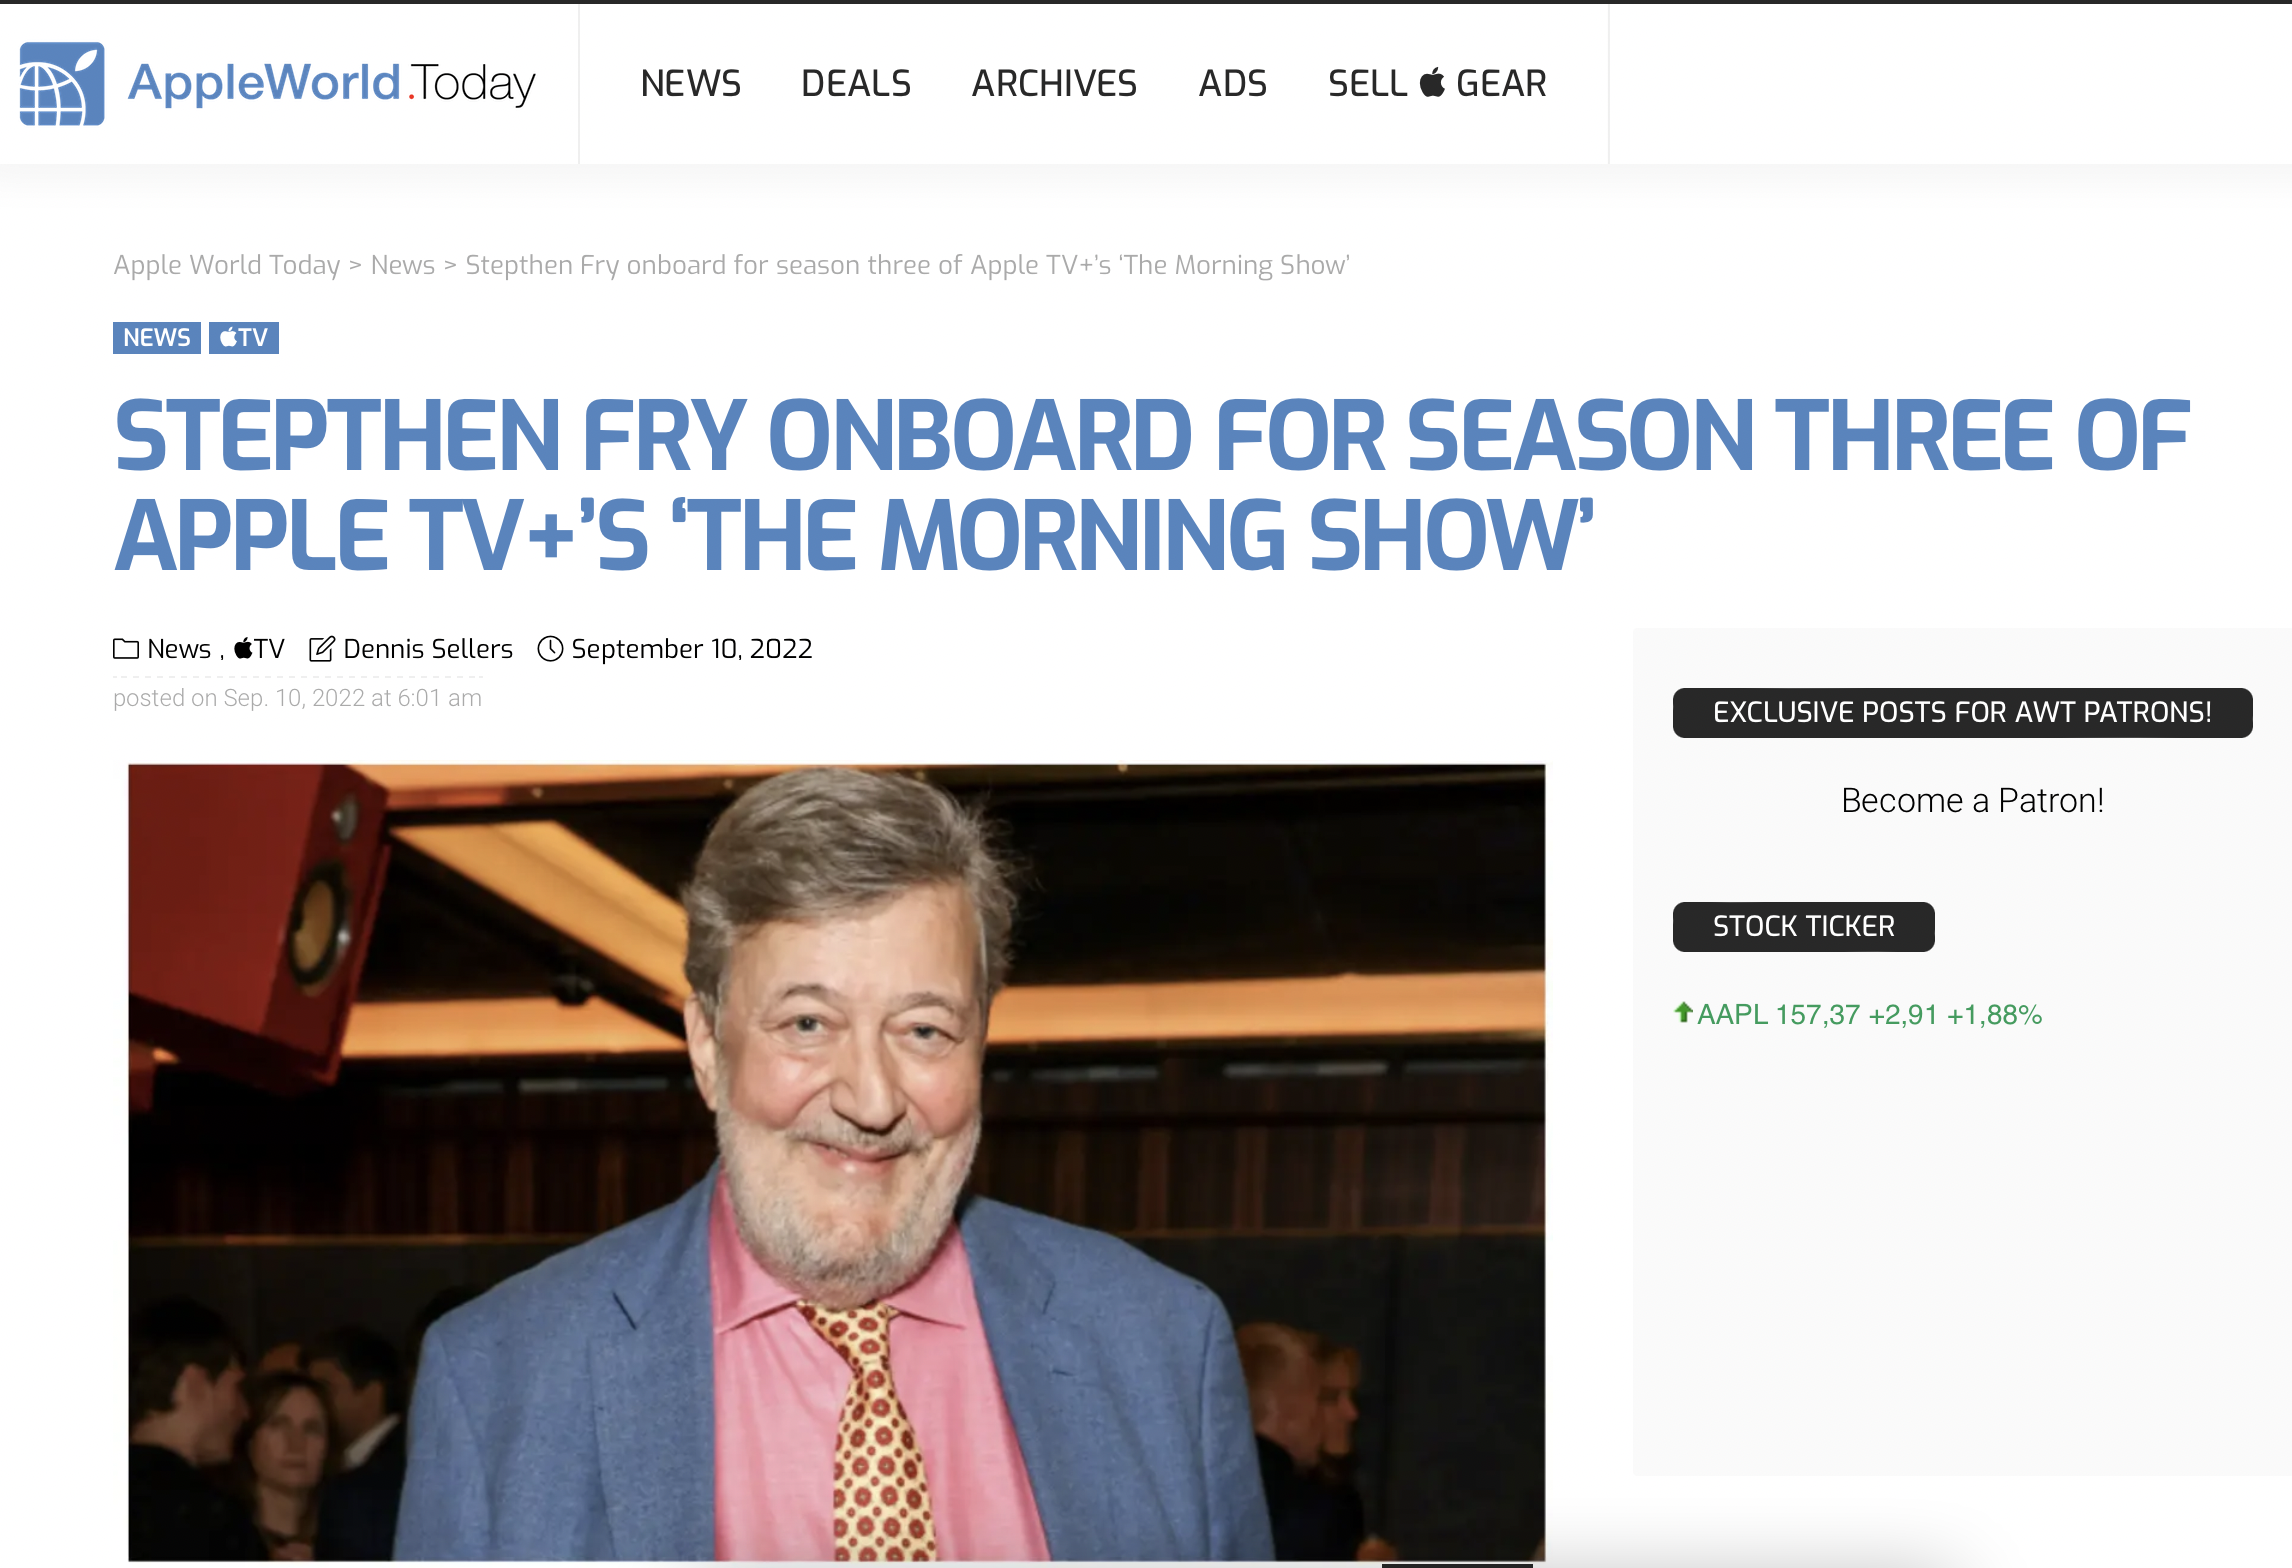 AppleWorld.Today
NEWS DEALS ARCHIVES ADS SELL  GEAR
Apple World Today > News > Stepthen Fry onboard for season three of Apple TV+’s ‘The Morning Show’
NEWS TV
STEPTHEN FRY ONBOARD FOR SEASON THREE OF
APPLE TV+’S ‘THE MORNING SHOW’
News , TV Dennis Sellers September 10, 2022
posted on Sep. 10, 2022 at 6:01 am
EXCLUSIVE POSTS FOR AWT PATRONS!
Become a Patron!
STOCK TICKER
AAPL 157,37 +2,91 +1,88%